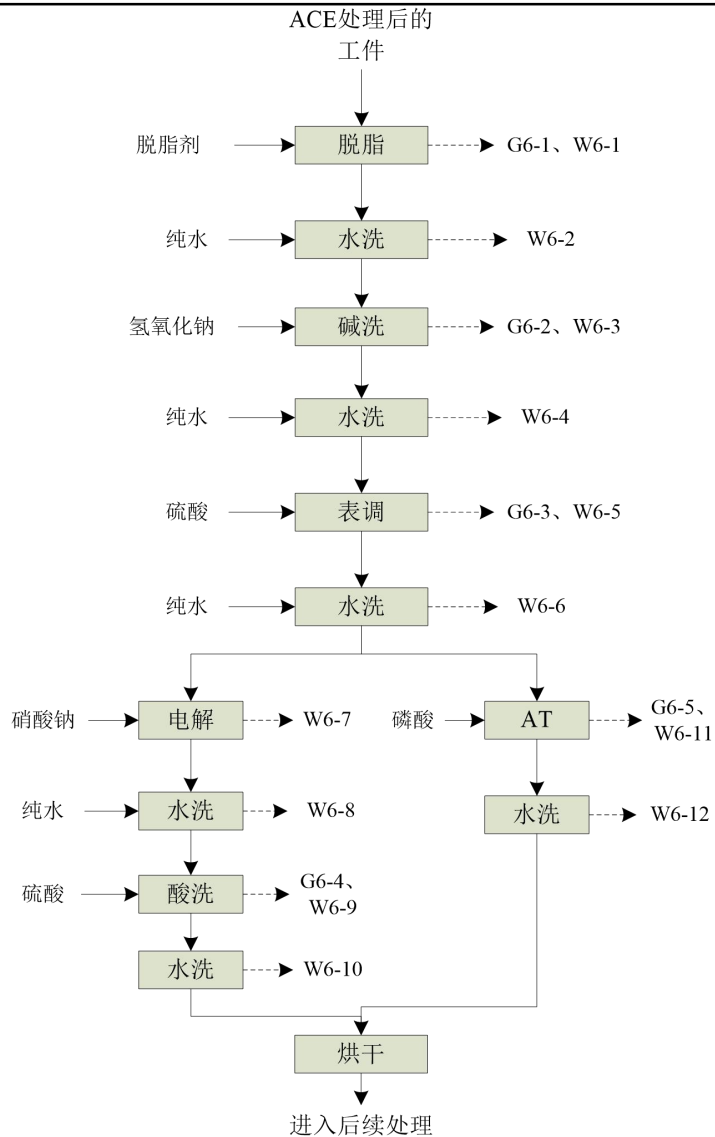 ACE处理后的
工件
脱脂剂
脱脂
G6-1、W6-1
纯水
水洗
W6-2
氢氧化钠
碱洗
G6-2、W6-3
纯水
水洗
W6-4
硫酸
表调
G6-3、W6-5
纯水
水洗
W6-6
硝酸钠
电解
W6-7
磷酸
AT
G6-5、
W6-11
纯水
水洗
W6-8
水洗
W6-12
硫酸
酸洗
G6-4、
W6-9
水洗
W6-10
烘干
进入后续处理